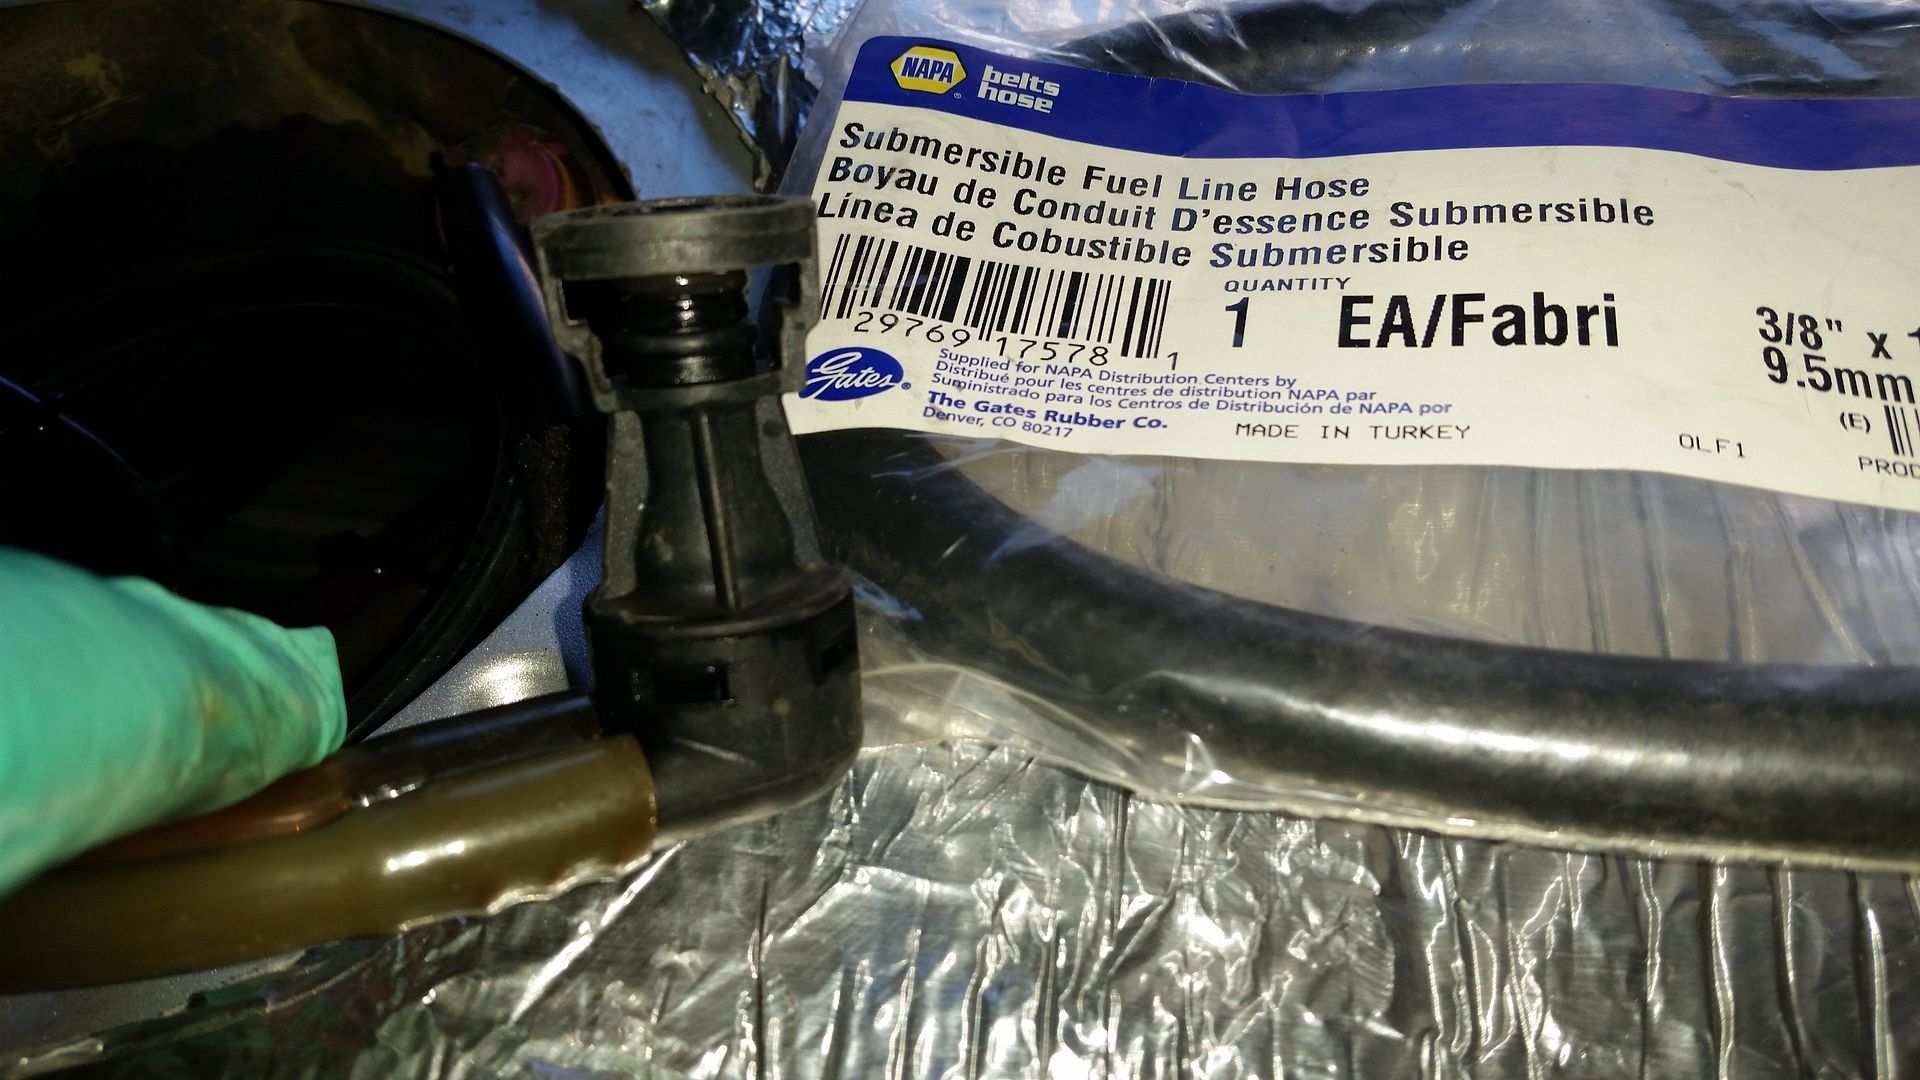 NAPA
belts
hose
Submersible Fuel Line Hose
Boyau de Conduit D'essence Submersible
Línea de Cobustible Submersible
QUANTITY
1 EA/Fabri
3/8" x 1
9.5mm
29769 17578 1
Gates
Supplied for NAPA Distribution Centers by
Distribué pour les centres de distribution NAPA par
Suministrado para los Centros de Distribución de NAPA por
The Gates Rubber Co.
Denver, CO 80217
MADE IN TURKEY
OLF1
(E)
PROD